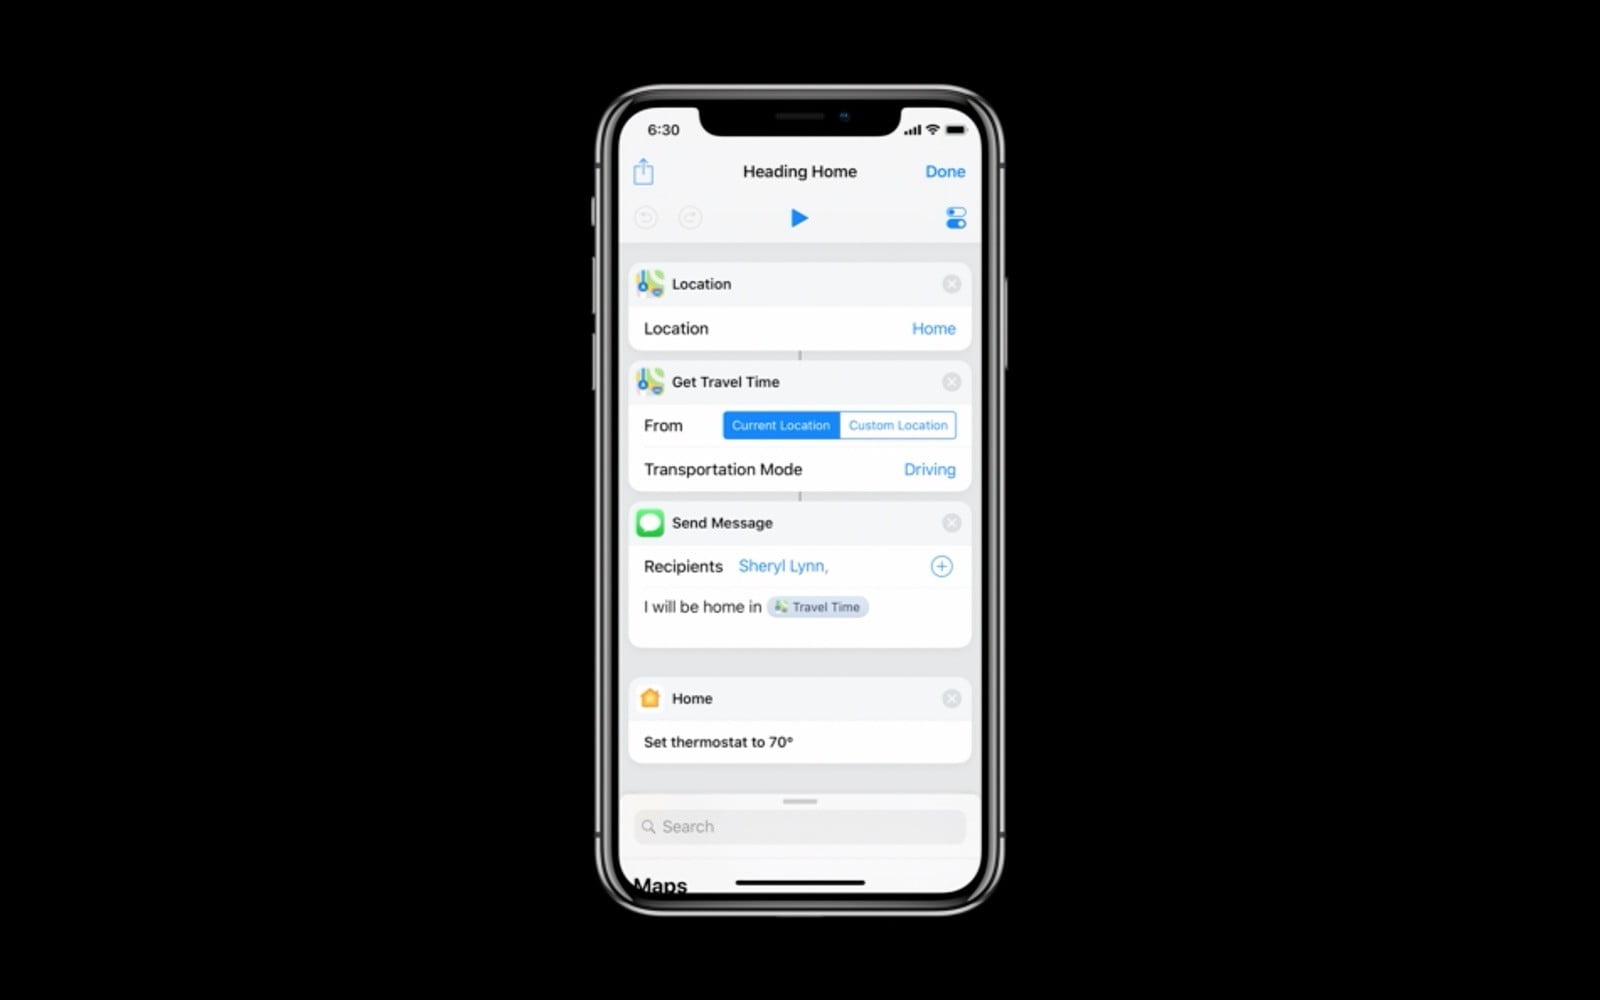 6:30
Heading Home Done
Location
Location Home
Get Travel Time
From Current Location Custom Location
Transportation Mode Driving
Send Message
Recipients Sheryl Lynn,
I will be home in Travel Time
Home
Set thermostat to 70°
Search
Maps